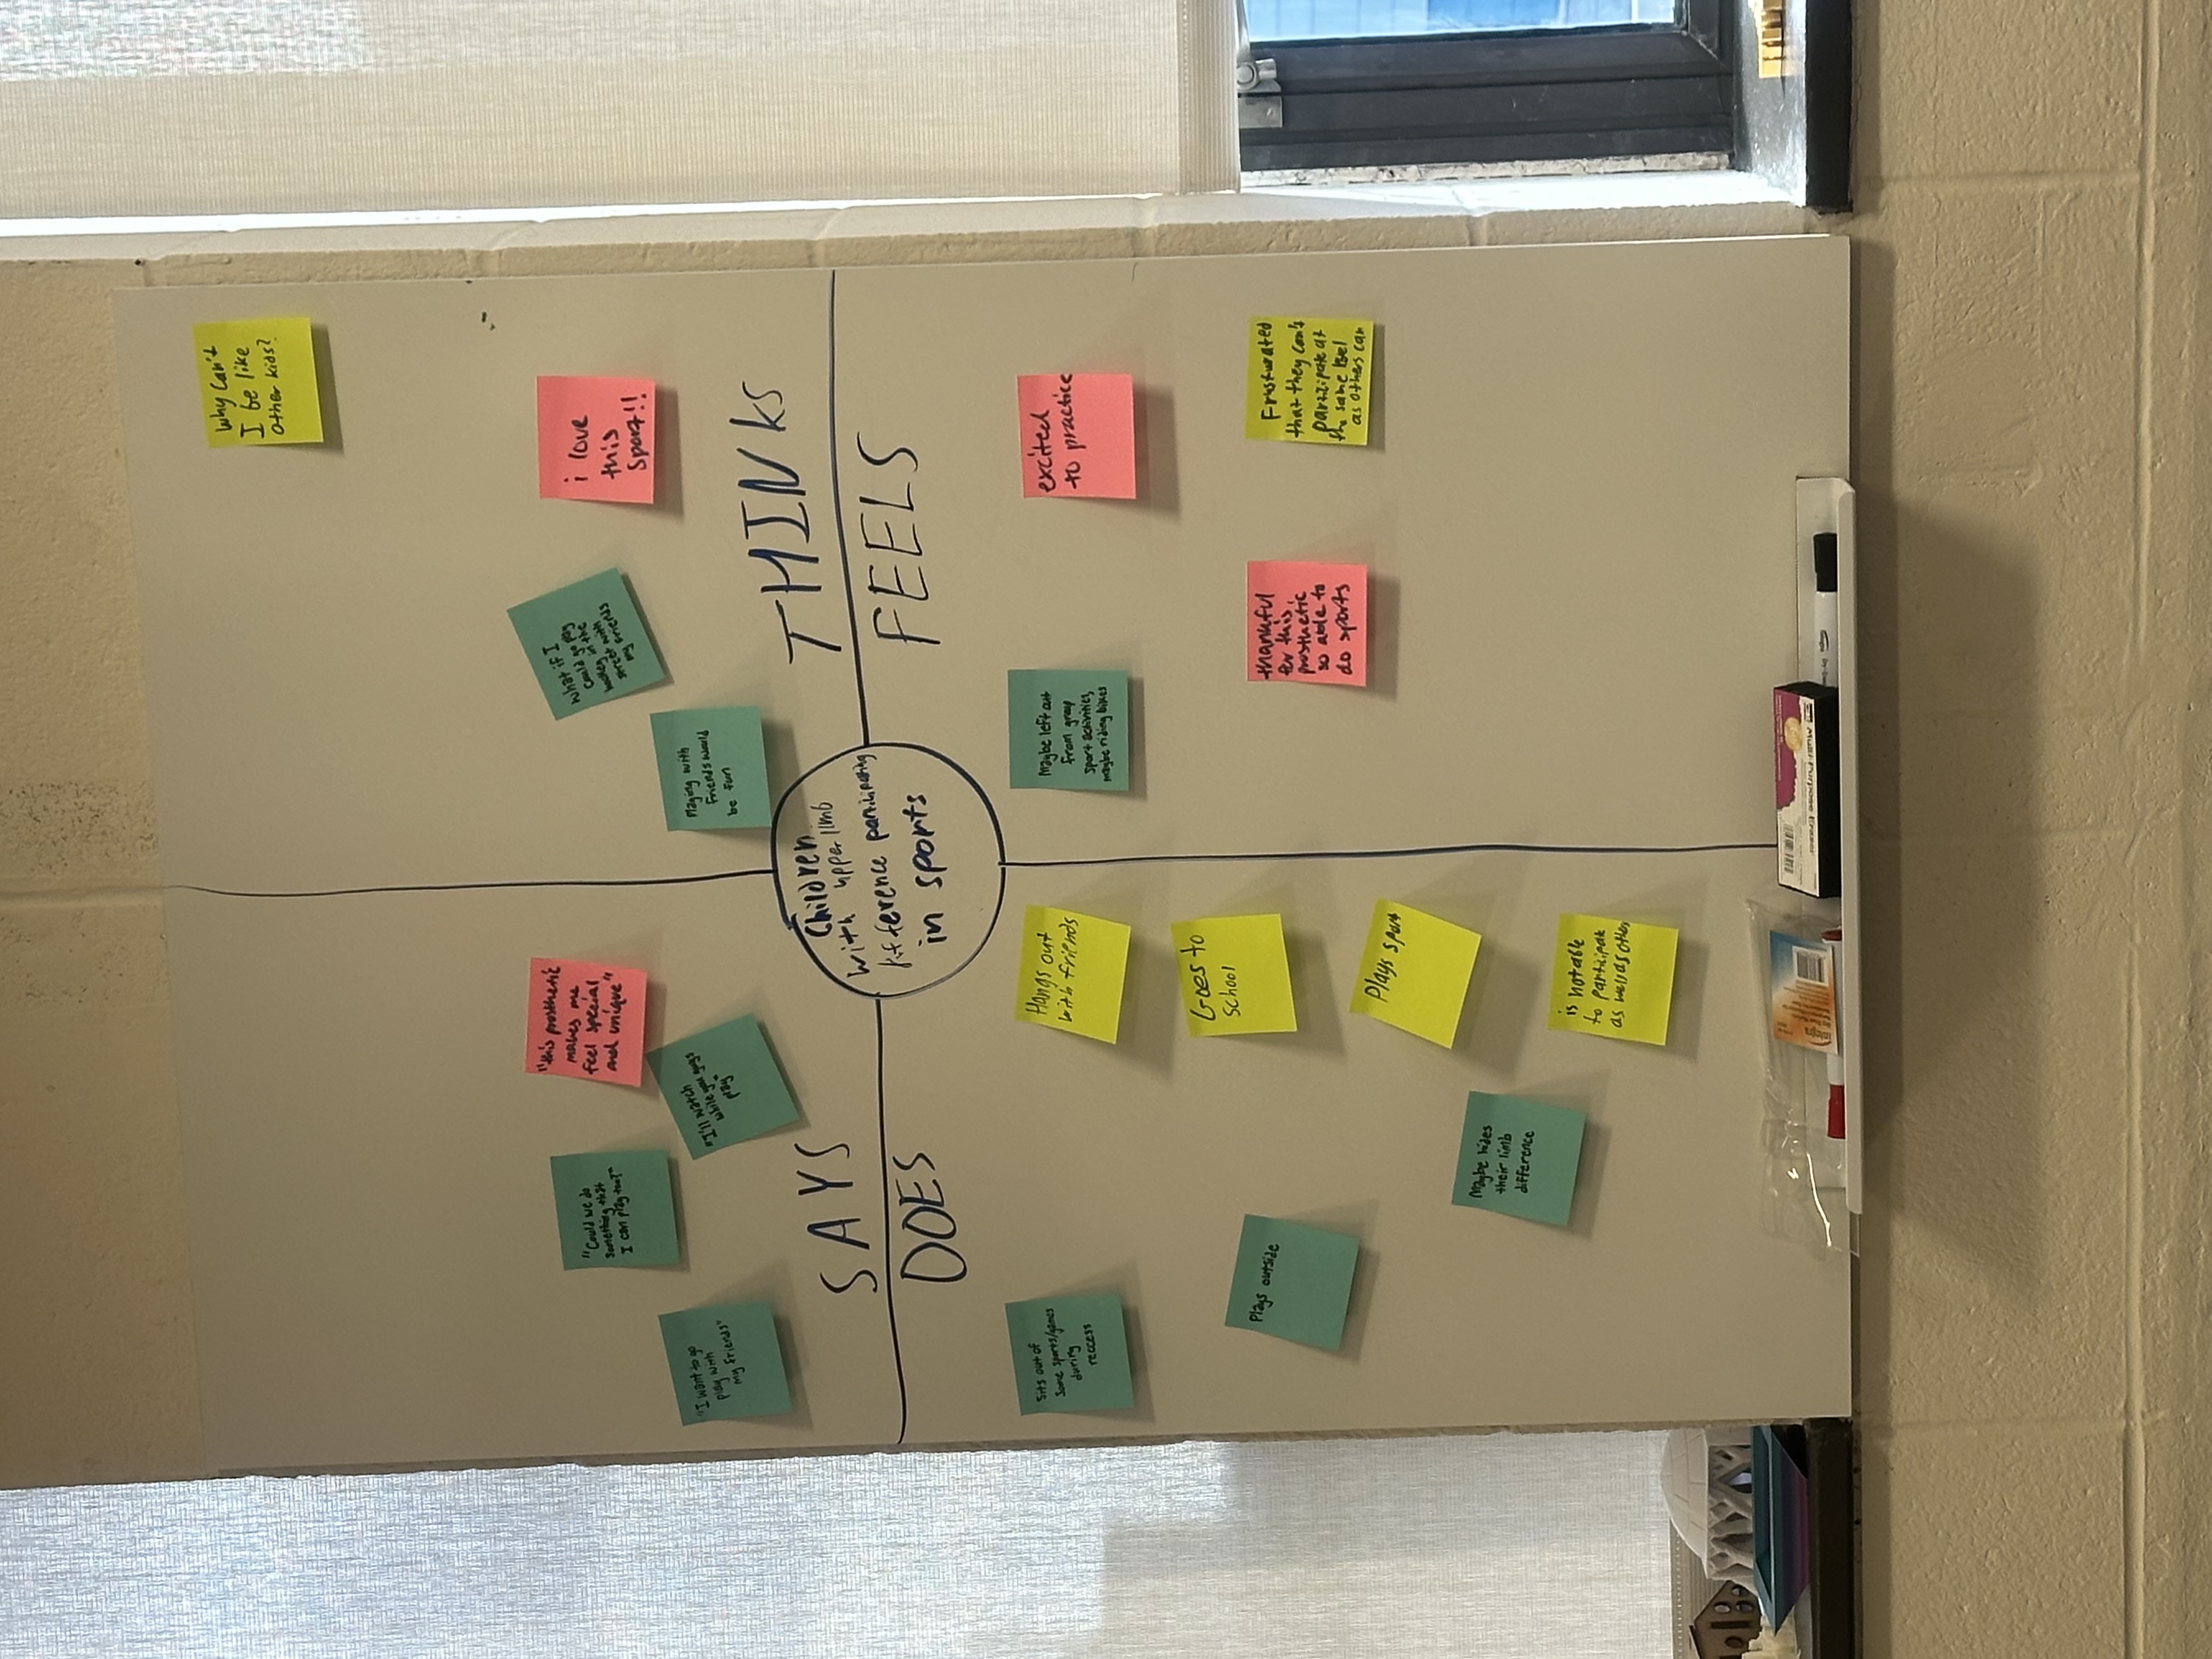 Why Can't
I be like
other kids?
"Could we do
something that
I can play too?"
"this prosthetic
makes me
feel special
and unique"
"I want to go
play with
my friends"
"I'll watch
while you guys
play"
What if I
could go play
hockey in the
street with
my friends
i love
this
sport!!
Playing with
friends would
be fun
SAYS
THINKS
Children
with upper limb
difference participating
in sports
DOES
FEELS
Sits out of
some sports/games
during
reccess
Hangs out
with friends
Maybe left out
from group
sport activities,
maybe riding bikes
excited
to practice
Goes to
School
Plays outside
thankful
for this
prosthetic
so able to
do sports
Frusturated
that they can't
participate at
the same level
as others can
Plays sport
Maybe hides
their limb
difference
is not able
to participate
as well as others
Integra
Multi-Purpose Eraser